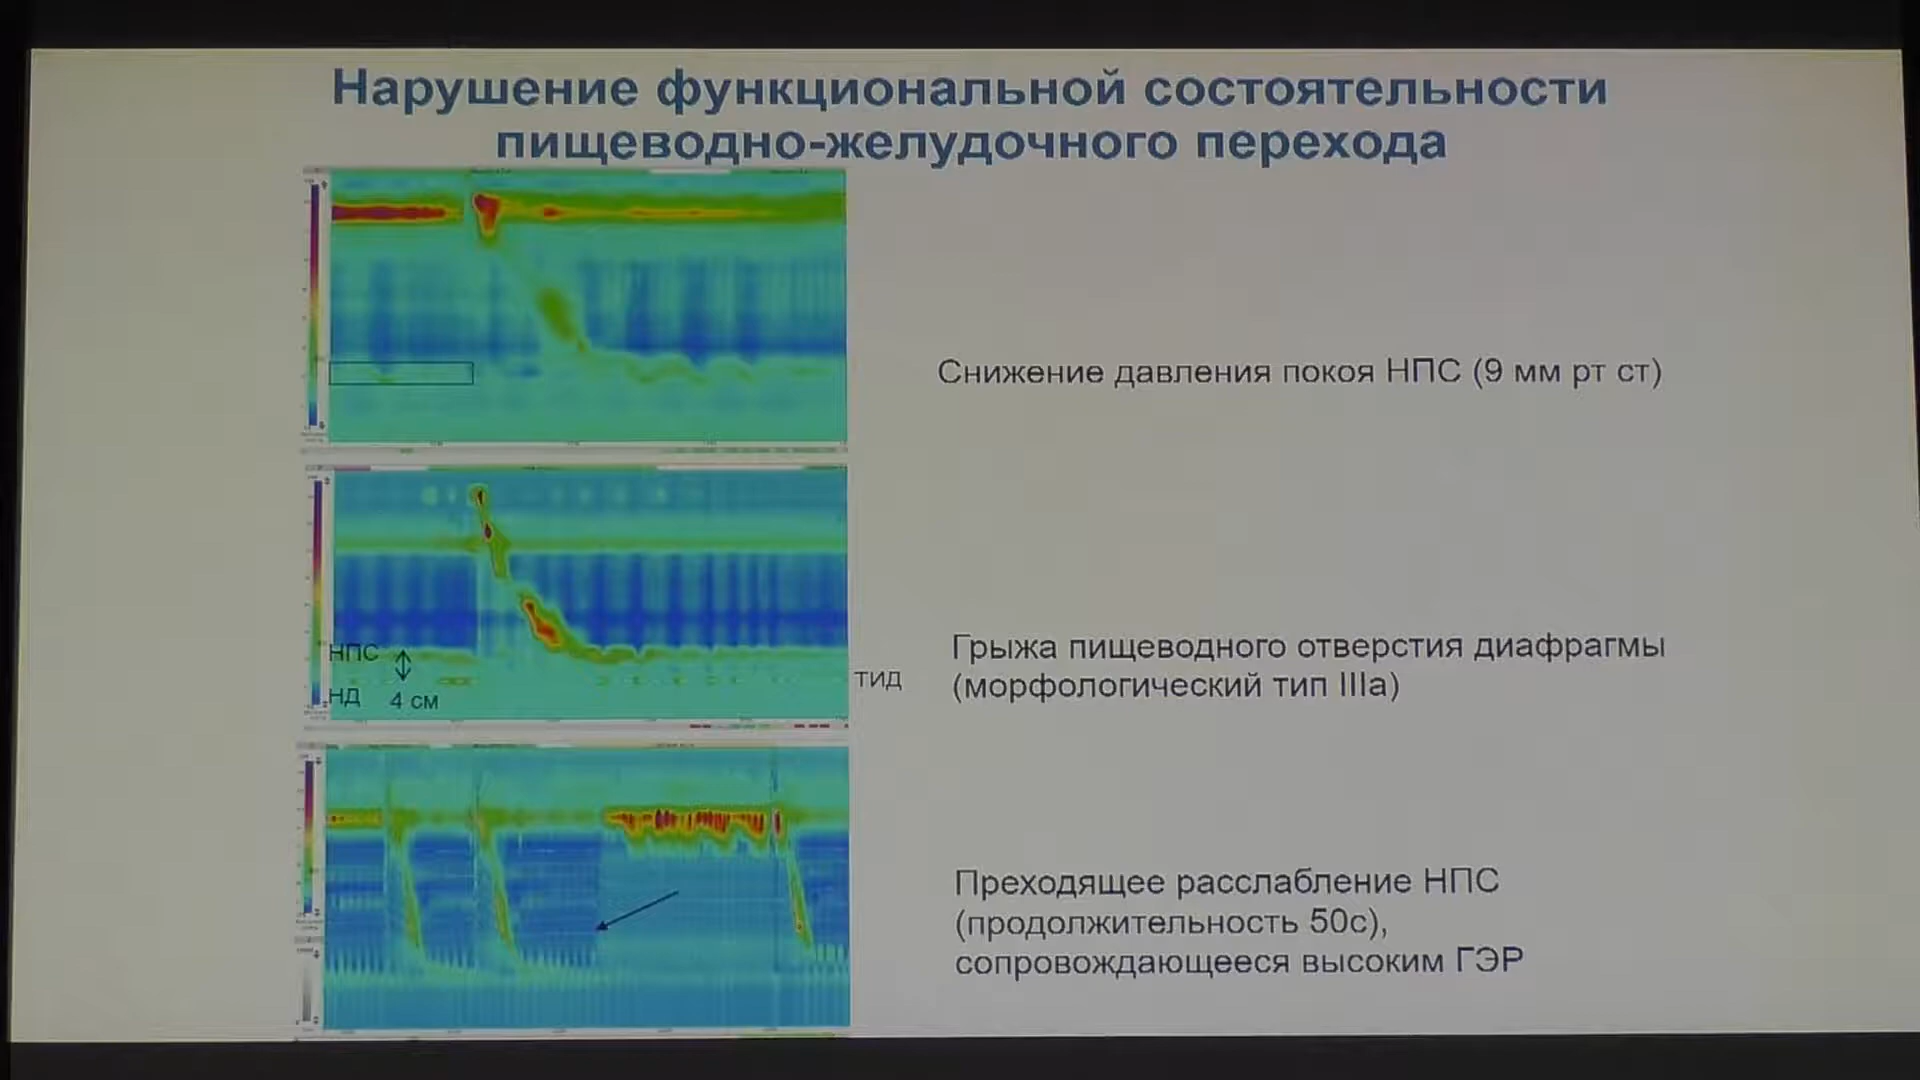 Нарушение функциональной состоятельности
пищеводно-желудочного перехода
Снижение давления покоя НПС (9 мм рт ст)
НПС
НД
4 см
ТИД
Грыжа пищеводного отверстия диафрагмы
(морфологический тип IIIa)
Преходящее расслабление НПС
(продолжительность 50с),
сопровождающееся высоким ГЭР